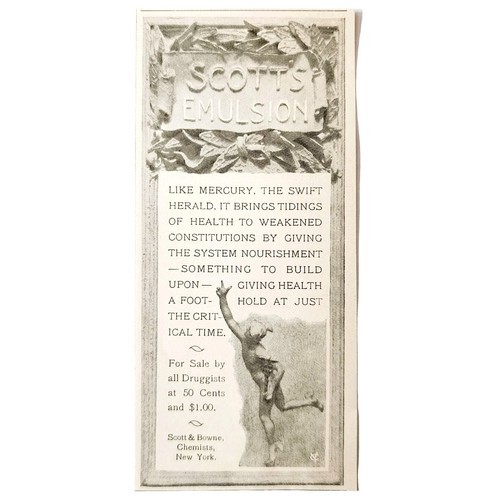 SCOTT'S
EMULSION
LIKE MERCURY, THE SWIFT
HERALD, IT BRINGS TIDINGS
OF HEALTH TO WEAKENED
CONSTITUTIONS BY GIVING
THE SYSTEM NOURISHMENT
—SOMETHING TO BUILD
UPON— GIVING HEALTH
A FOOT- HOLD AT JUST
THE CRIT-
ICAL TIME.
For Sale by
all Druggists
at 50 Cents
and $1.00.
Scott & Bowne,
Chemists,
New York.